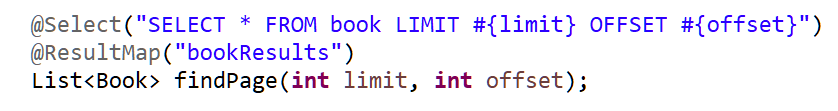 @Select("SELECT * FROM book LIMIT #{limit} OFFSET #{offset}")
@ResultMap("bookResults")
List<Book> findPage(int limit, int offset);